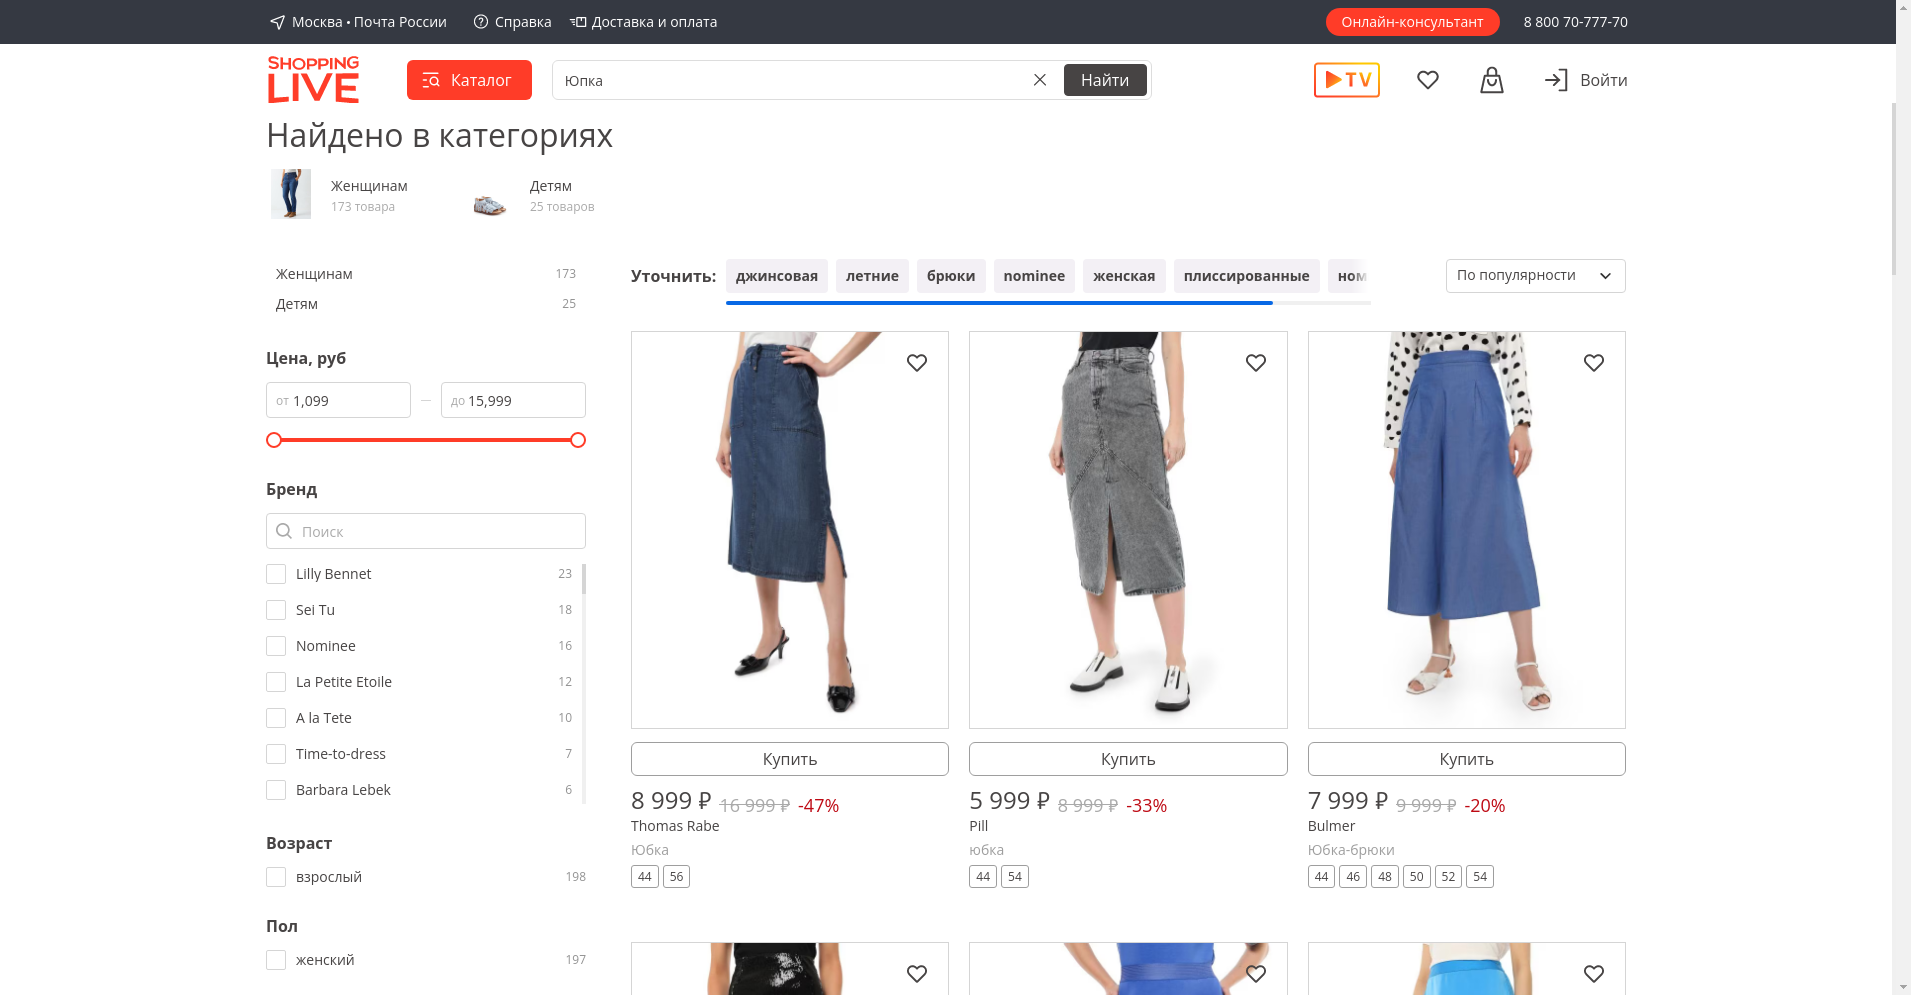 Москва • Почта России
Справка
Доставка и оплата
Онлайн-консультант
8 800 70-777-70
SHOPPING
LIVE
Каталог
Юпка
Найти
TV
Войти
Найдено в категориях
Женщинам
173 товара
Детям
25 товаров
Женщинам 173
Детям 25
Цена, руб
от 1,099 — до 15,999
Бренд
Поиск
Lilly Bennet 23
Sei Tu 18
Nominee 16
La Petite Etoile 12
A la Tete 10
Time-to-dress 7
Barbara Lebek 6
Возраст
взрослый 198
Пол
женский 197
Уточнить: джинсовая летние брюки nominee женская плиссированные ном
По популярности
Купить
8 999 ₽ 16 999 ₽ -47%
Thomas Rabe
Юбка
44 56
Купить
5 999 ₽ 8 999 ₽ -33%
Pill
юбка
44 54
Купить
7 999 ₽ 9 999 ₽ -20%
Bulmer
Юбка-брюки
44 46 48 50 52 54